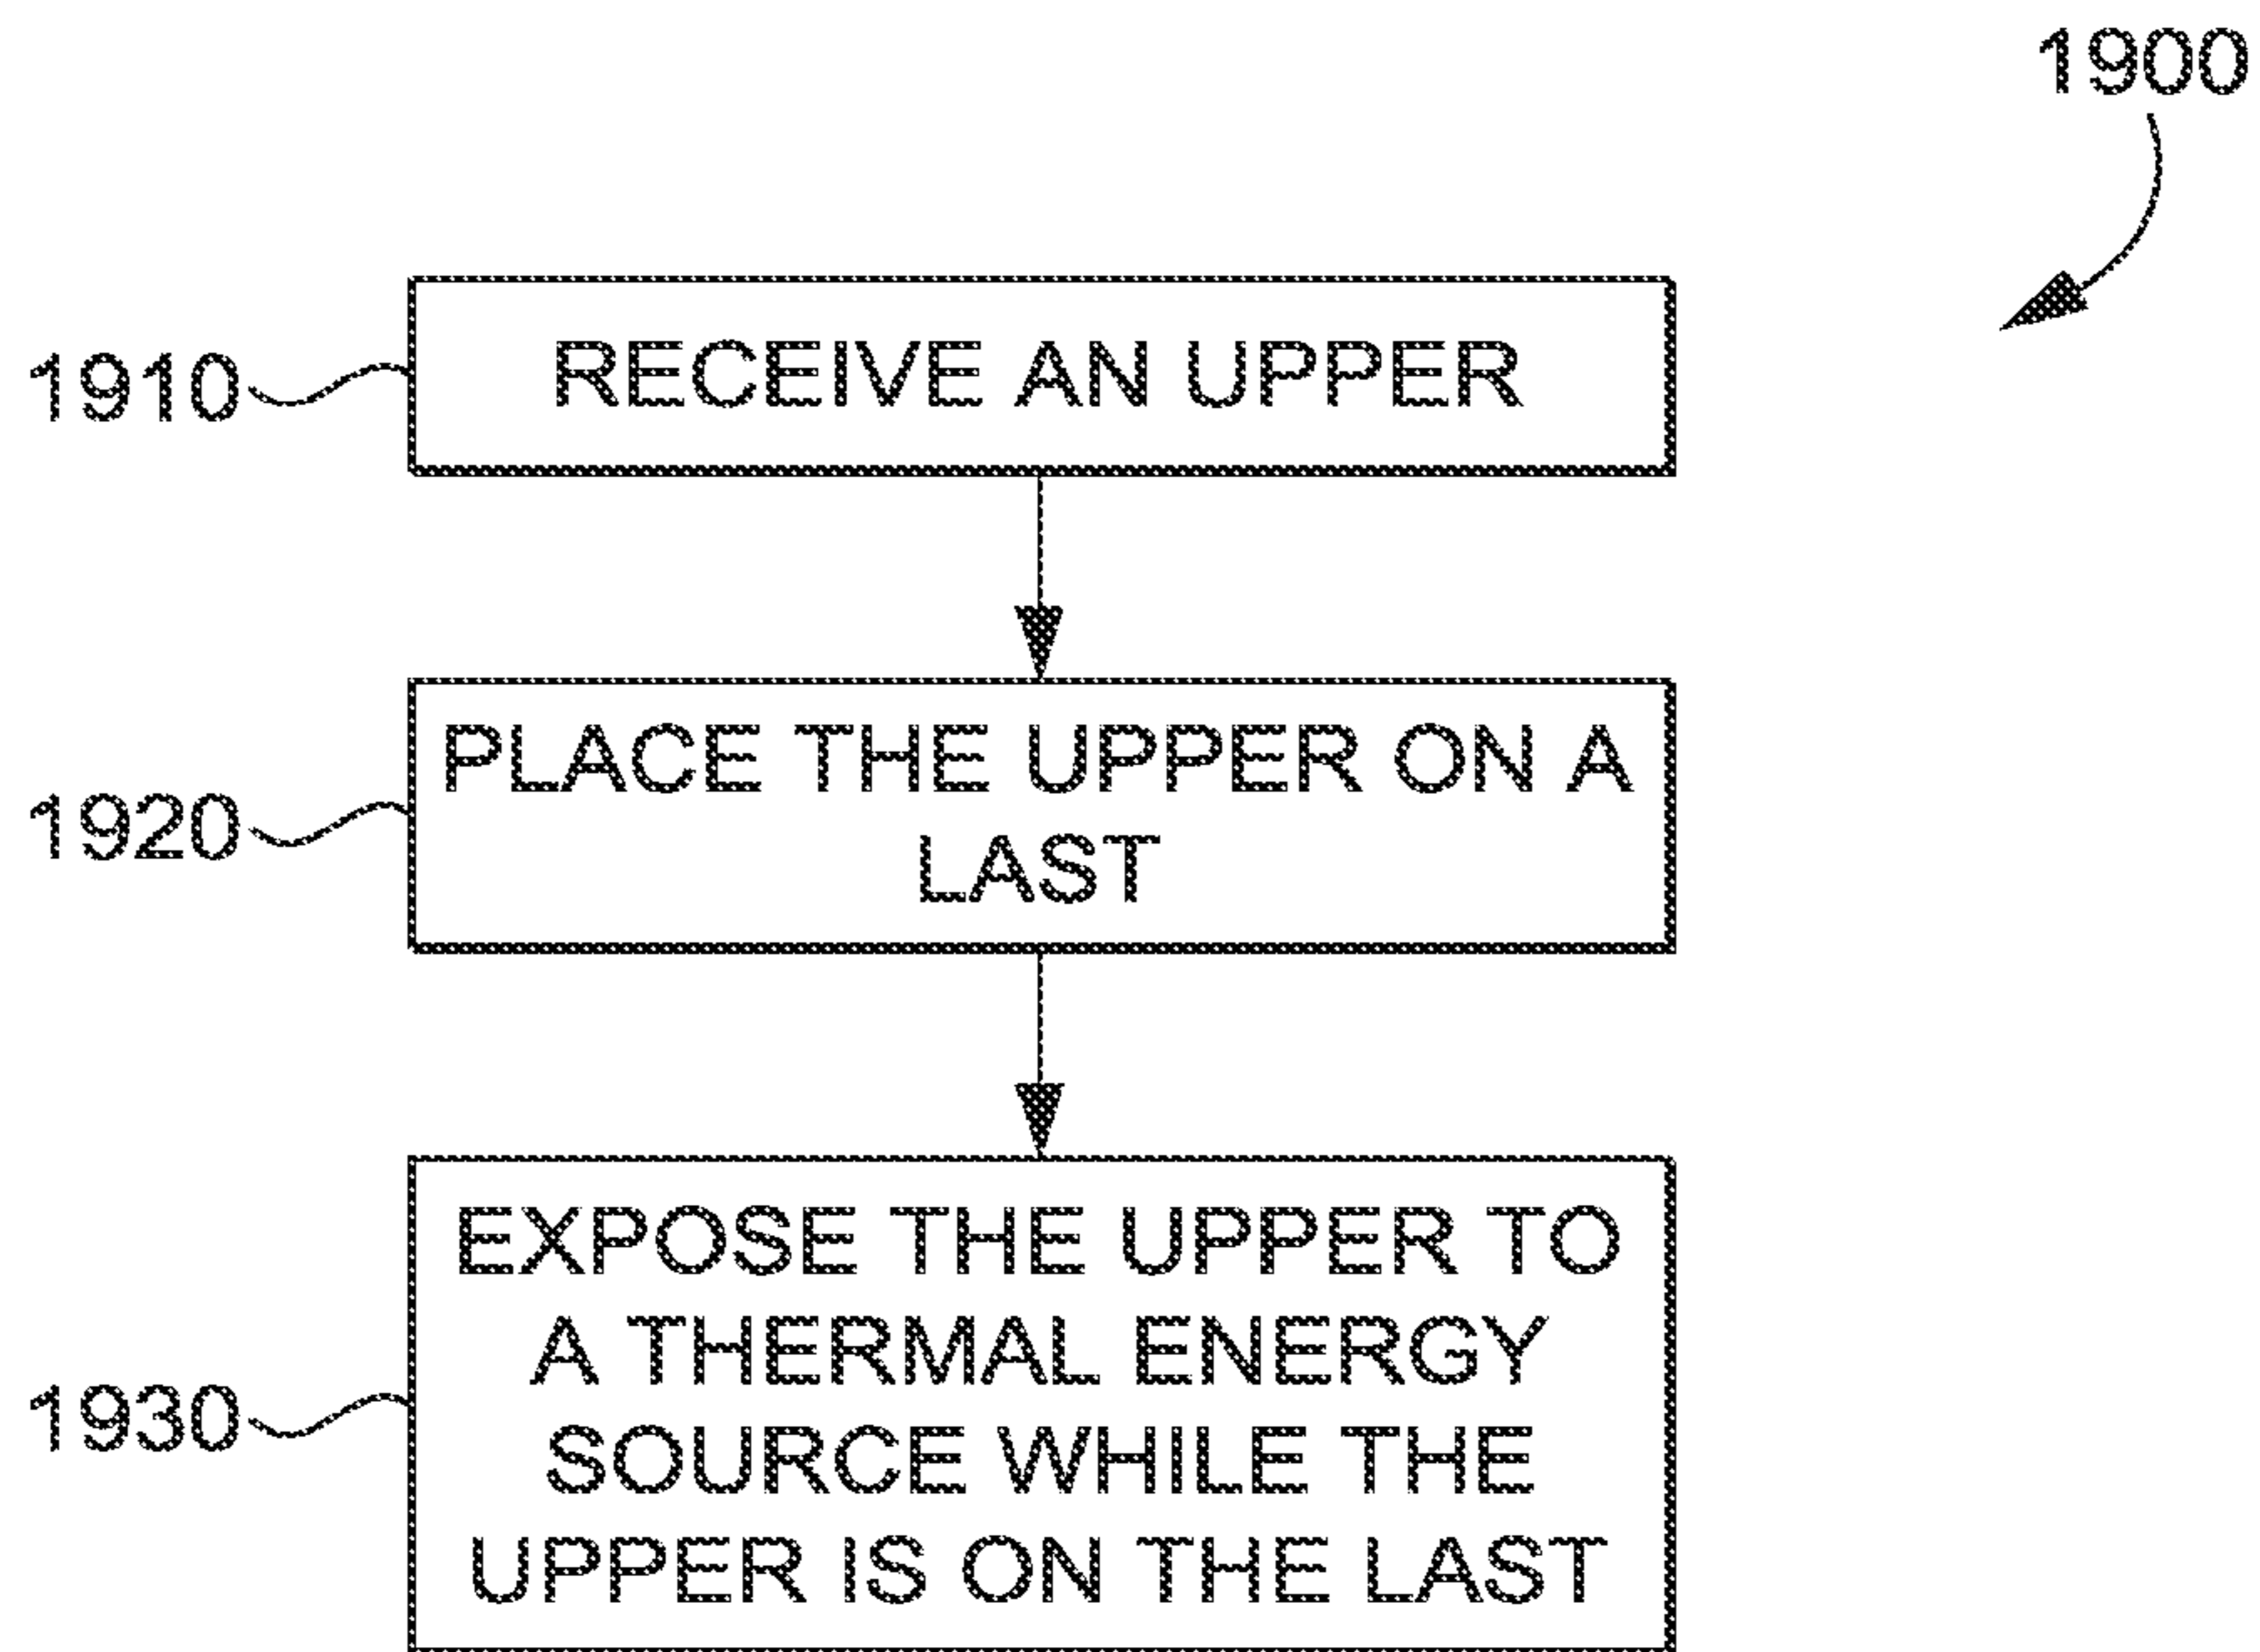 1900
1910
RECEIVE AN UPPER
1920
PLACE THE UPPER ON A
LAST
1930
EXPOSE THE UPPER TO
A THERMAL ENERGY
SOURCE WHILE THE
UPPER IS ON THE LAST